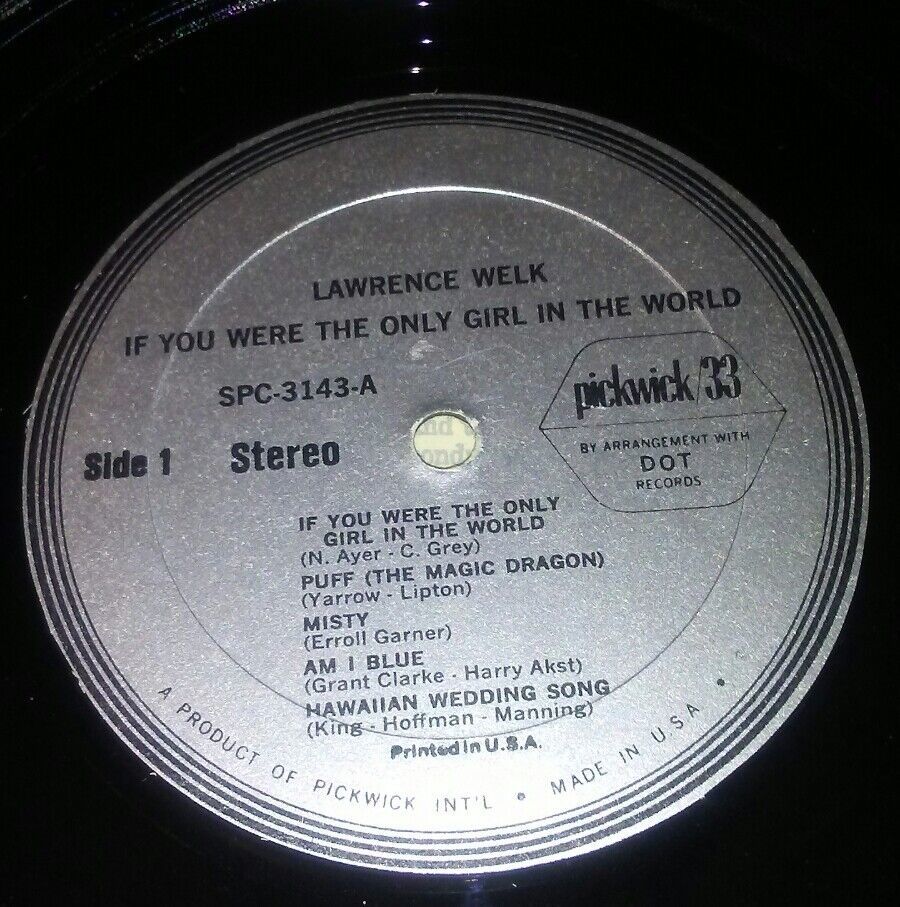 LAWRENCE WELK
IF YOU WERE THE ONLY GIRL IN THE WORLD
SPC-3143-A
pickwick/33
BY ARRANGEMENT WITH
DOT
RECORDS
Side 1 Stereo
IF YOU WERE THE ONLY
GIRL IN THE WORLD
(N. Ayer - C. Grey)
PUFF (THE MAGIC DRAGON)
(Yarrow - Lipton)
MISTY
(Erroll Garner)
AM I BLUE
(Grant Clarke - Harry Akst)
HAWAIIAN WEDDING SONG
(King - Hoffman - Manning)
Printed in U.S.A.
A PRODUCT OF PICKWICK INT'L • MADE IN U.S.A •